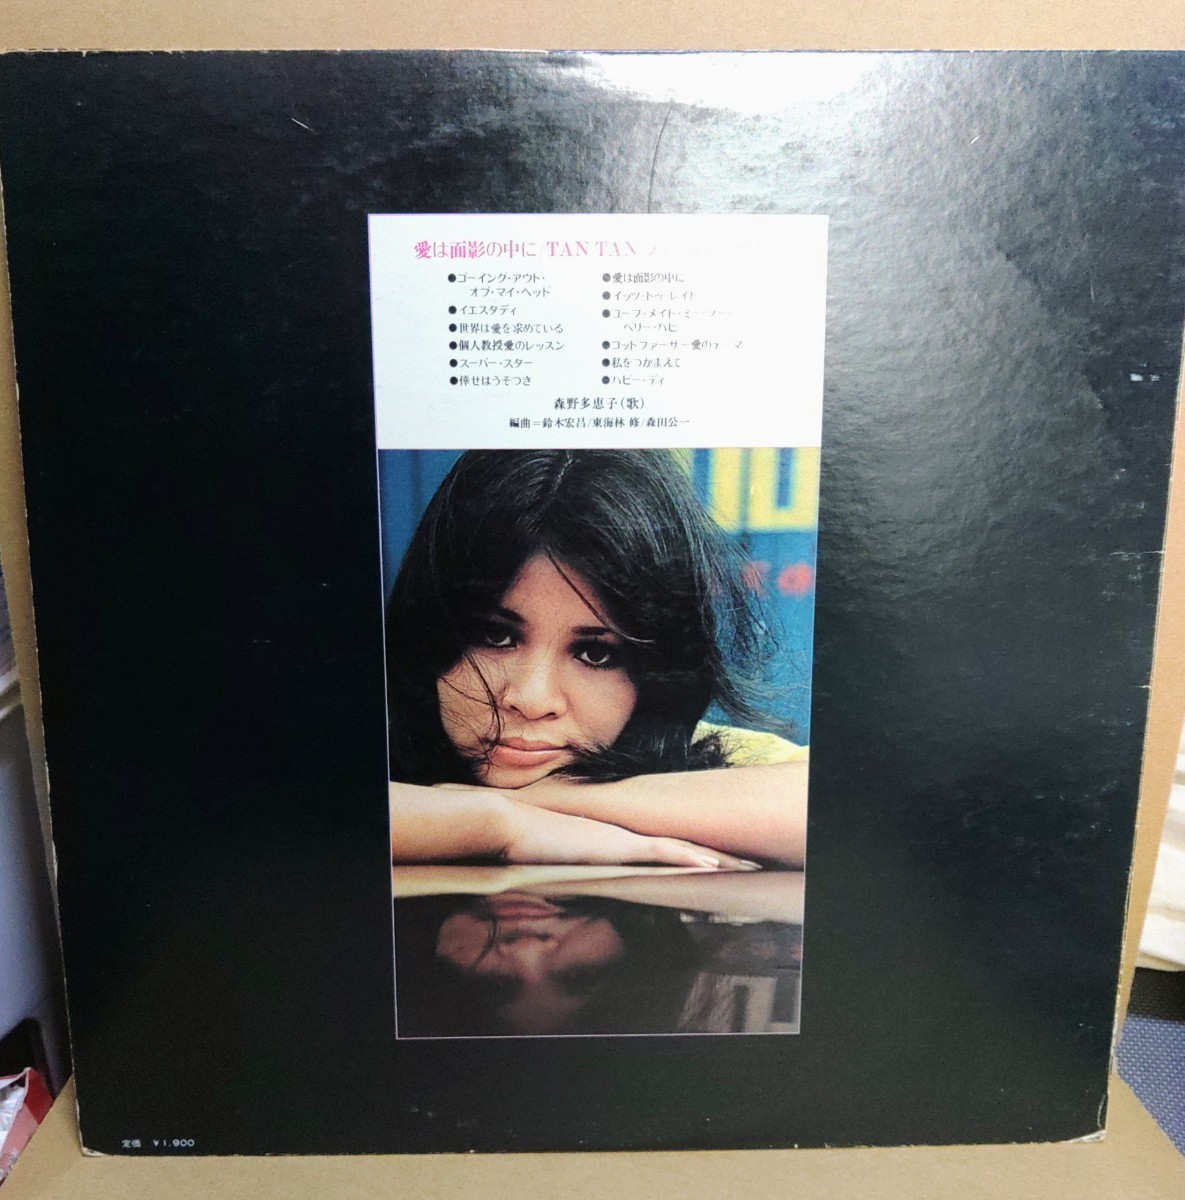 愛は面影の中に/TAN TAN
●ゴーイング・アウト・
オブ・マイ・ヘッド
●イエスタディ
●世界は愛を求めている
●個人教授愛のレッスン
●スーパー・スター
●倖せはうそつき
●愛は面影の中に
●イッツ・トゥ・レイト
●ユーブ・メイト・ミー・ソー・
ベリー・ハピ
●ゴットファーザー愛のテーマ
●私をつかまえて
●ハピー・ディ
森野多恵子(歌)
編曲=鈴木宏昌/東海林 修/森田公一
定価 ¥1,900